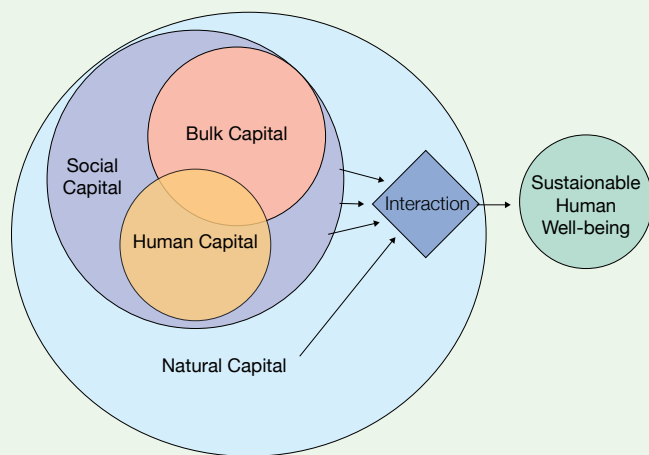 Bulk Capital
Social
Capital
Interaction
Sustaionable
Human
Well-being
Human Capital
Natural Capital